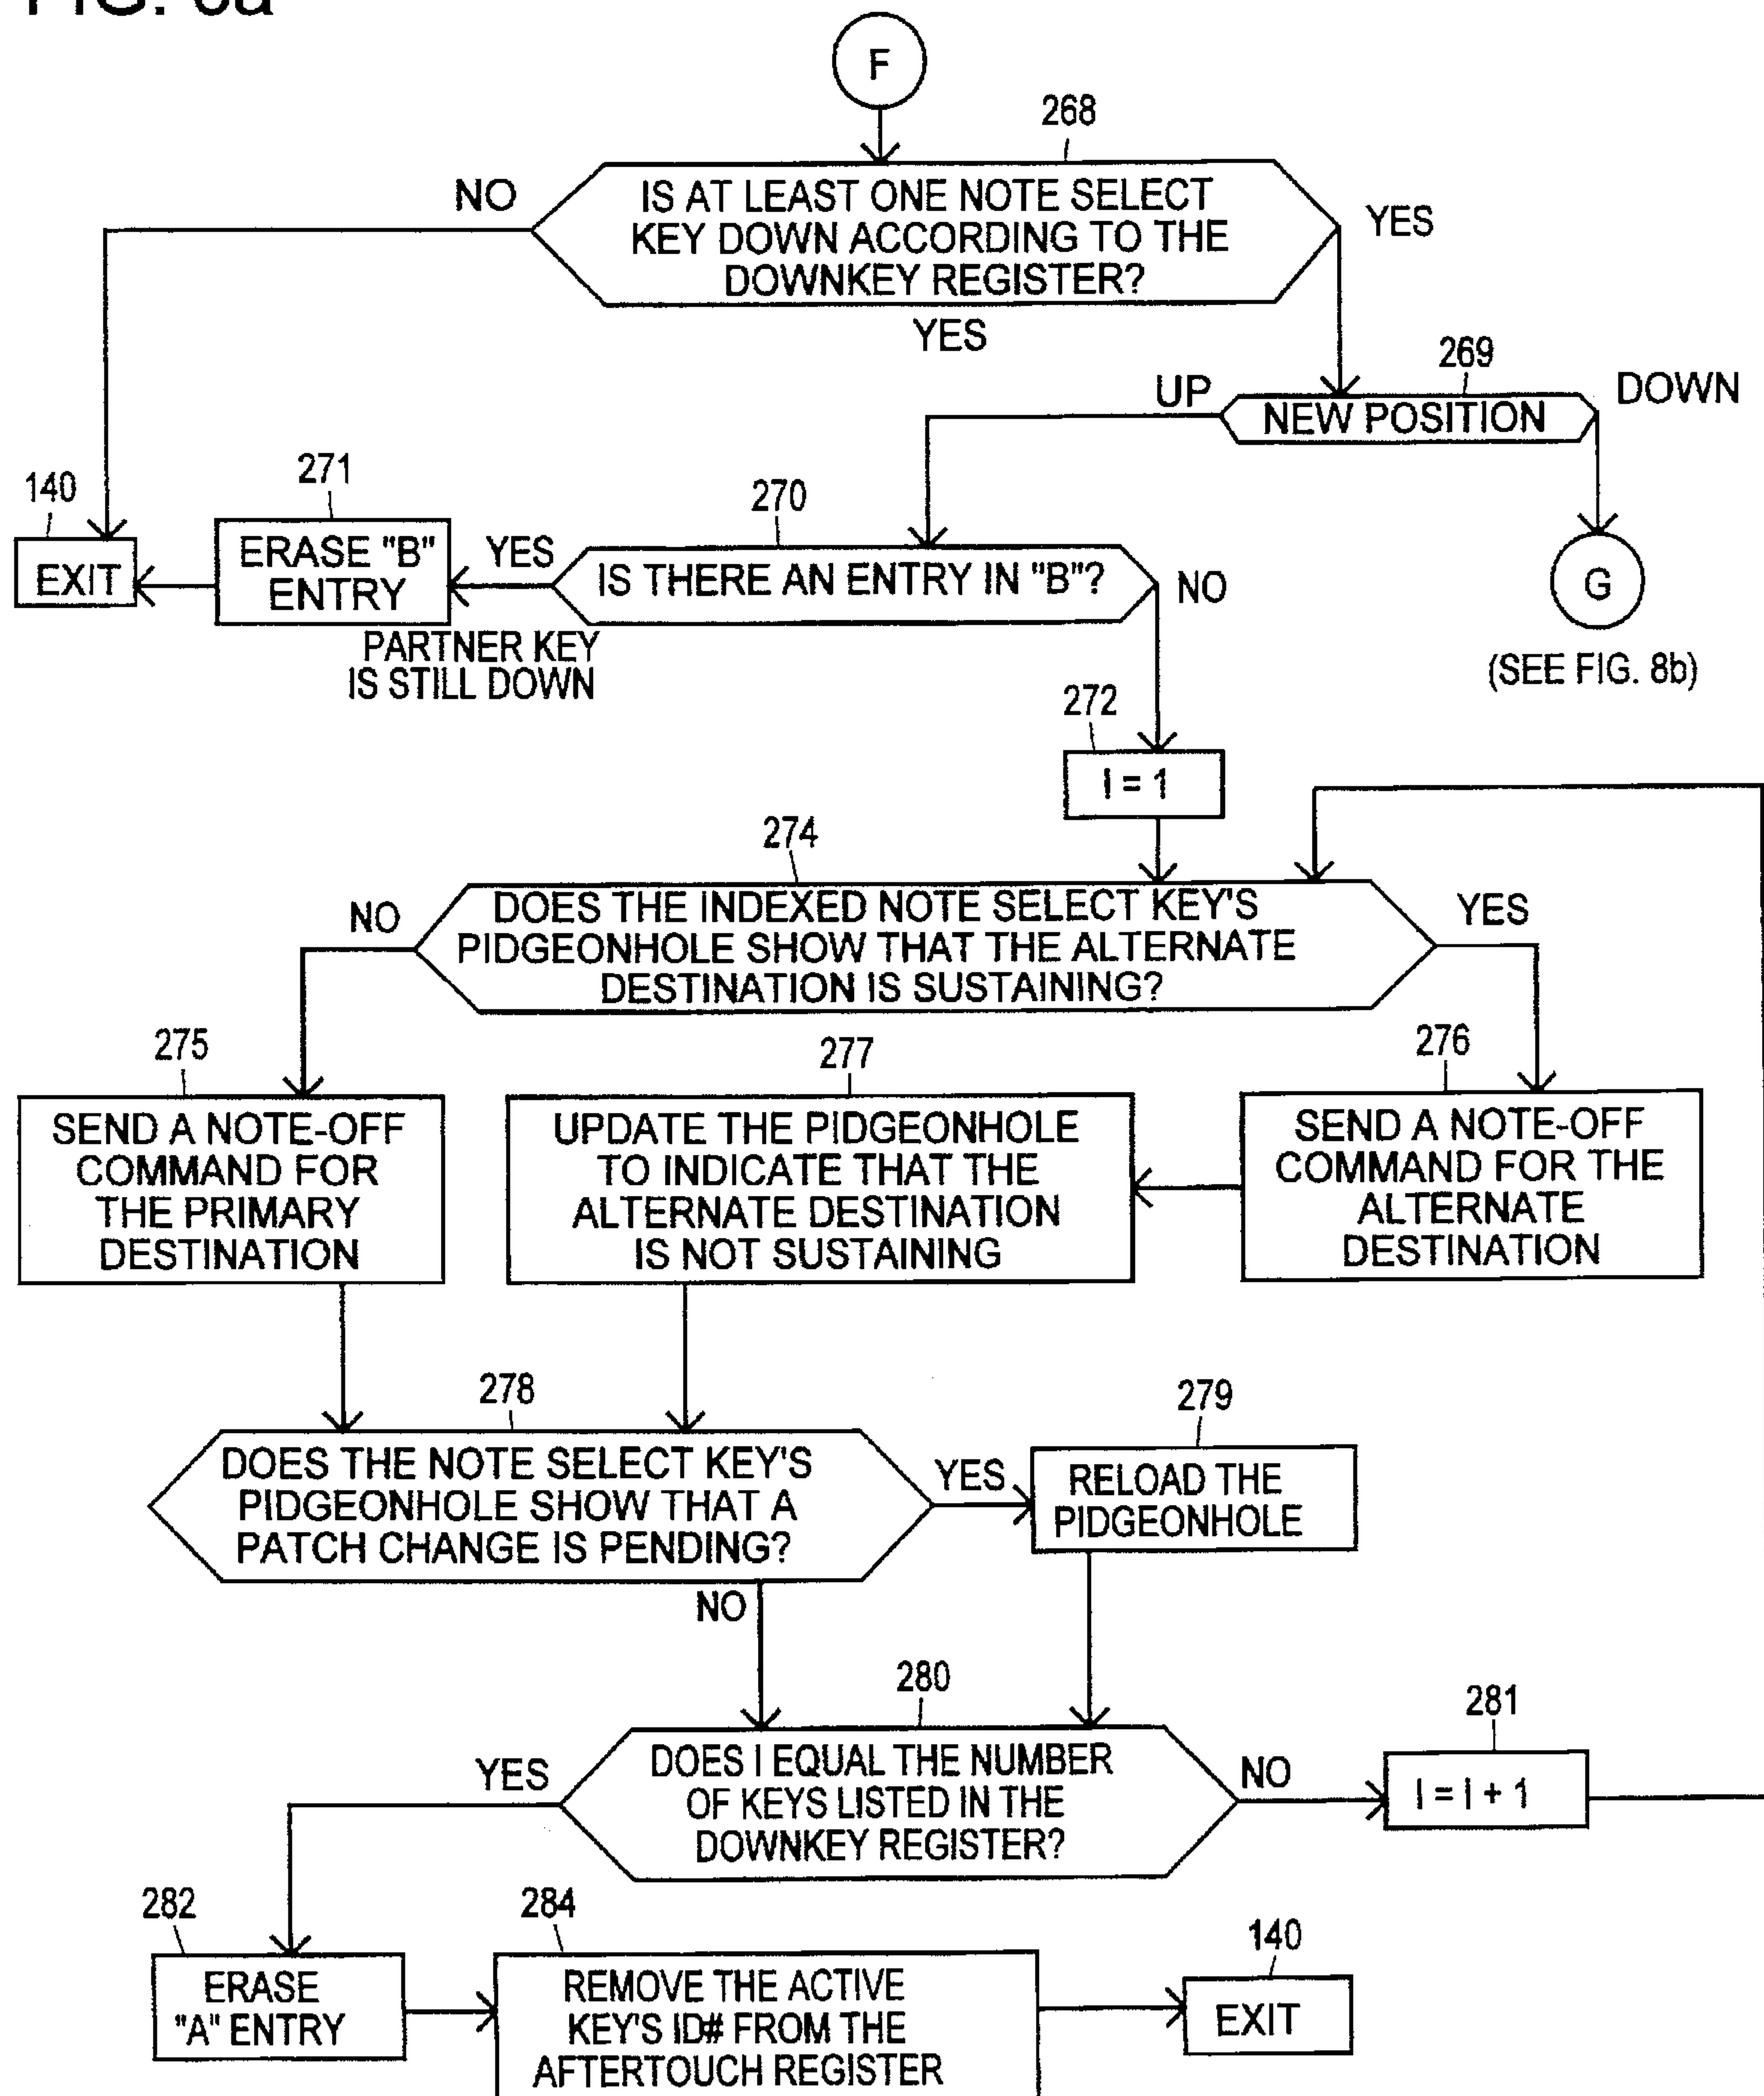 F
268
NO
IS AT LEAST ONE NOTE SELECT
KEY DOWN ACCORDING TO THE
DOWNKEY REGISTER?
YES
YES
269
UP
NEW POSITION
DOWN
140
EXIT
271
ERASE "B"
ENTRY
YES
270
IS THERE AN ENTRY IN "B"?
NO
G
PARTNER KEY
IS STILL DOWN
(SEE FIG. 8b)
272
I = 1
274
NO
DOES THE INDEXED NOTE SELECT KEY'S
PIDGEONHOLE SHOW THAT THE ALTERNATE
DESTINATION IS SUSTAINING?
YES
275
SEND A NOTE-OFF
COMMAND FOR
THE PRIMARY
DESTINATION
277
UPDATE THE PIDGEONHOLE
TO INDICATE THAT THE
ALTERNATE DESTINATION
IS NOT SUSTAINING
276
SEND A NOTE-OFF
COMMAND FOR THE
ALTERNATE
DESTINATION
278
DOES THE NOTE SELECT KEY'S
PIDGEONHOLE SHOW THAT A
PATCH CHANGE IS PENDING?
YES
279
RELOAD THE
PIDGEONHOLE
NO
280
YES
DOES I EQUAL THE NUMBER
OF KEYS LISTED IN THE
DOWNKEY REGISTER?
NO
281
I = I + 1
282
ERASE
"A" ENTRY
284
REMOVE THE ACTIVE
KEY'S ID# FROM THE
AFTERTOUCH REGISTER
140
EXIT